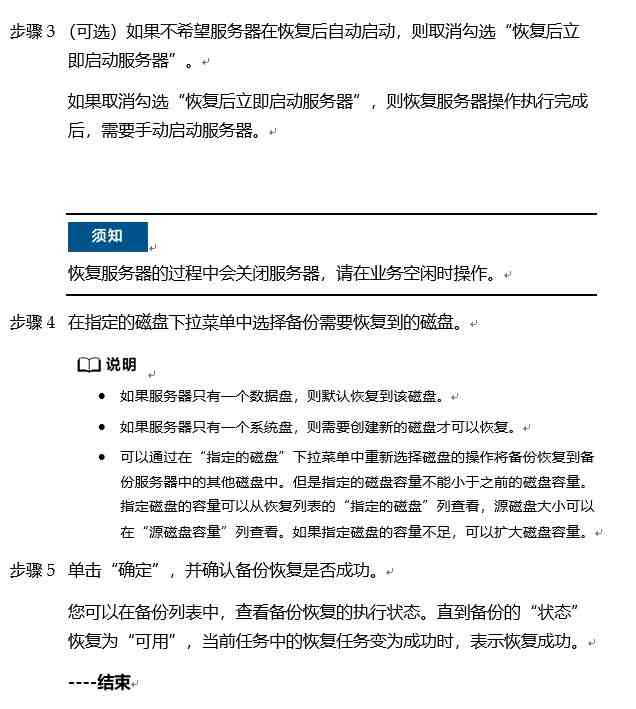 步骤 3 （可选）如果不希望服务器在恢复后自动启动，则取消勾选“恢复后立
即启动服务器”。
如果取消勾选“恢复后立即启动服务器”，则恢复服务器操作执行完成
后，需要手动启动服务器。
须知
恢复服务器的过程中会关闭服务器，请在业务空闲时操作。
步骤 4 在指定的磁盘下拉菜单中选择备份需要恢复到的磁盘。
说明
● 如果服务器只有一个数据盘，则默认恢复到该磁盘。
● 如果服务器只有一个系统盘，则需要创建新的磁盘才可以恢复。
● 可以通过在“指定的磁盘”下拉菜单中重新选择磁盘的操作将备份恢复到备
份服务器中的其他磁盘中。但是指定的磁盘容量不能小于之前的磁盘容量。
指定磁盘的容量可以从恢复列表的“指定的磁盘”列查看，源磁盘大小可以
在“源磁盘容量”列查看。如果指定磁盘的容量不足，可以扩大磁盘容量。
步骤 5 单击“确定”，并确认备份恢复是否成功。
您可以在备份列表中，查看备份恢复的执行状态。直到备份的“状态”
恢复为“可用”，当前任务中的恢复任务变为成功时，表示恢复成功。
----结束